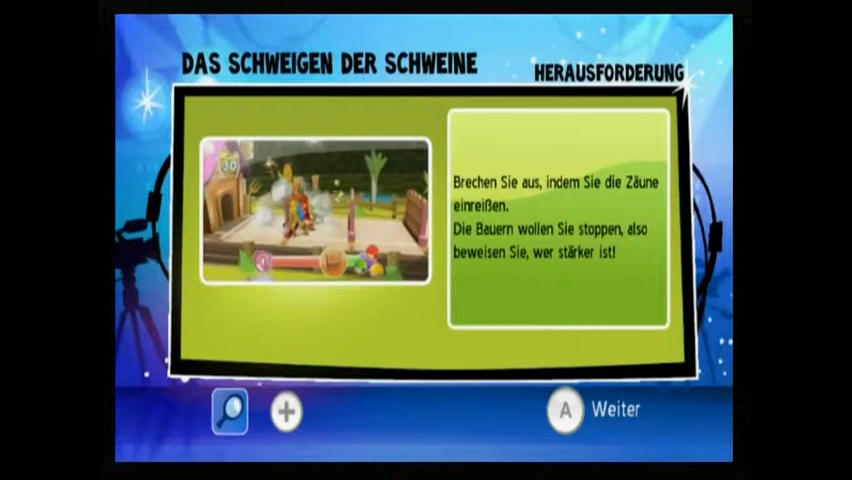 DAS SCHWEIGEN DER SCHWEINE
HERAUSFORDERUNG
30
Brechen Sie aus, indem Sie die Zäune
einreißen.
Die Bauern wollen Sie stoppen, also
beweisen Sie, wer stärker ist!
A Weiter